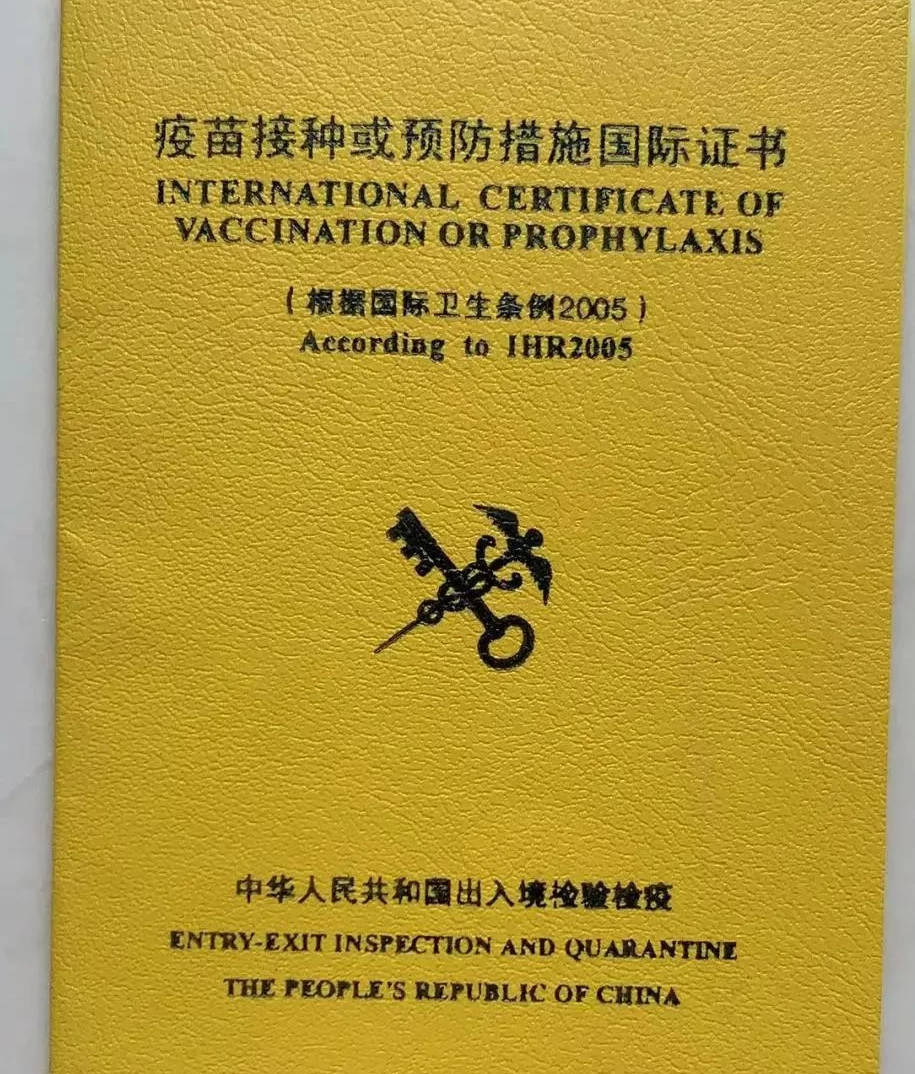 疫苗接种或预防措施国际证书
INTERNATIONAL CERTIFICATE OF
VACCINATION OR PROPHYLAXIS
(根据国际卫生条例2005)
According to IHR2005
中华人民共和国出入境检验检疫
ENTRY-EXIT INSPECTION AND QUARANTINE
THE PEOPLE'S REPUBLIC OF CHINA